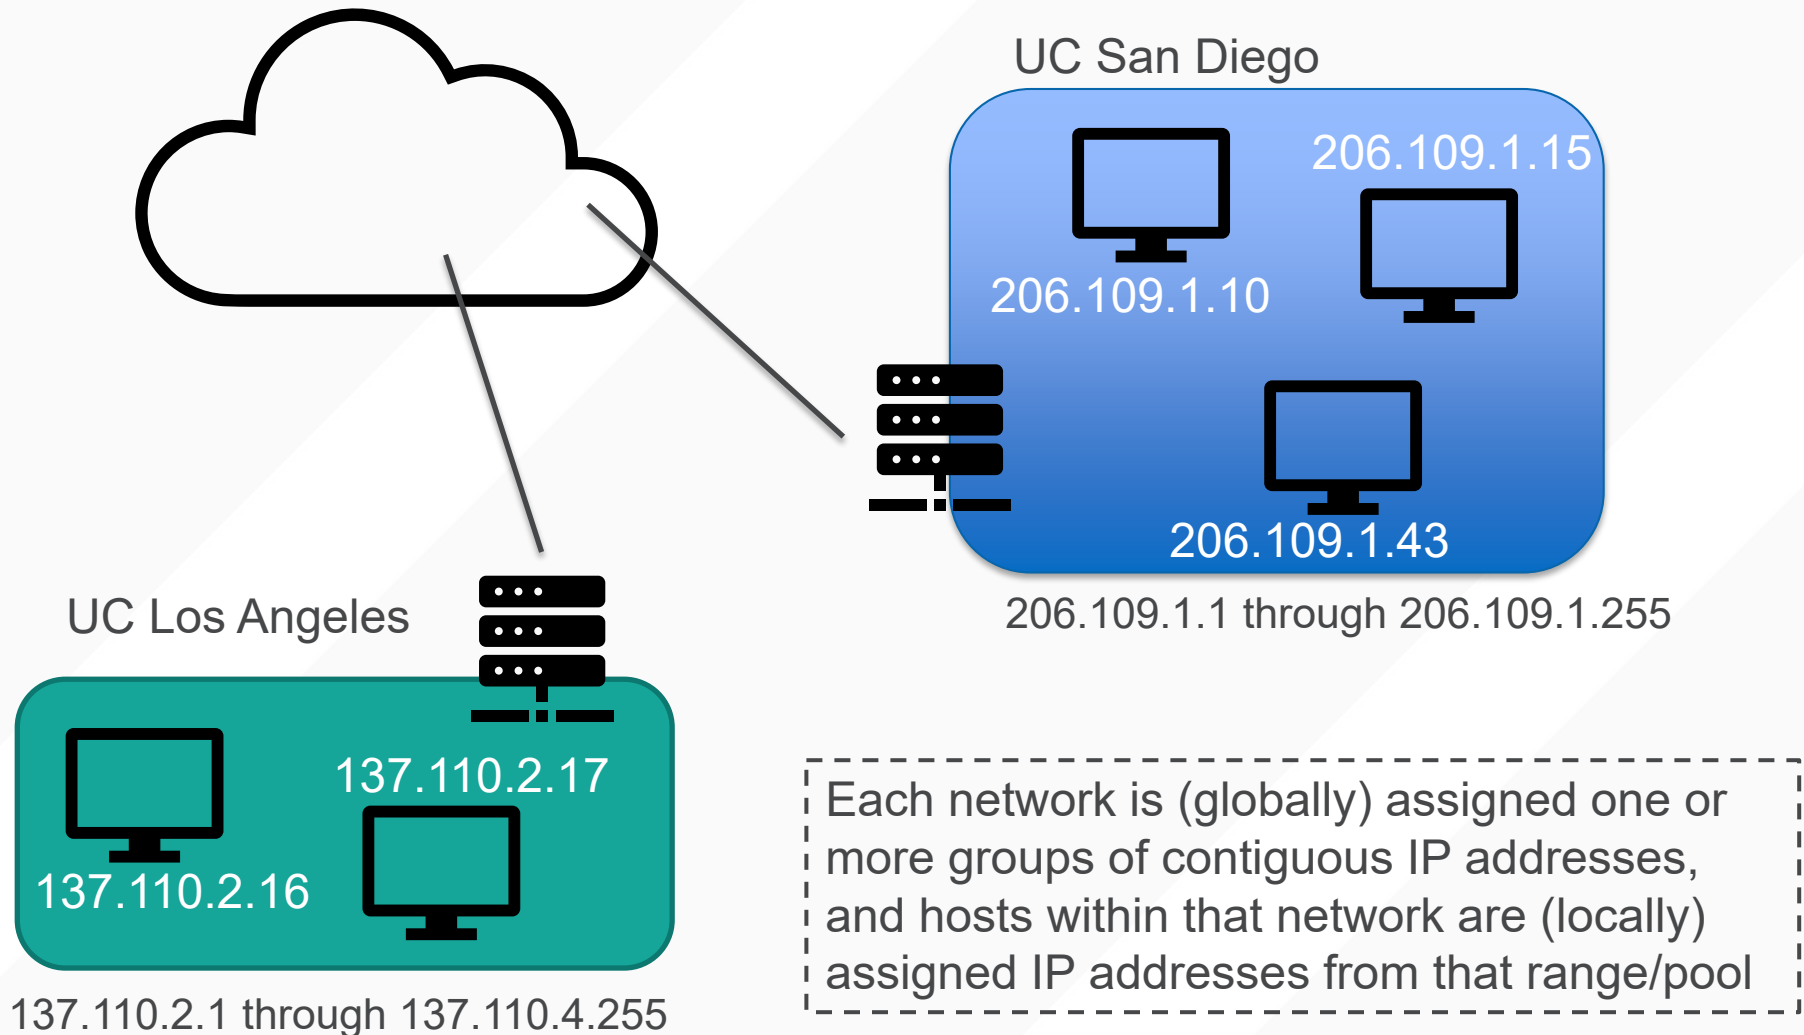 UC San Diego
206.109.1.15
206.109.1.10
206.109.1.43
206.109.1.1 through 206.109.1.255
UC Los Angeles
137.110.2.17
137.110.2.16
137.110.2.1 through 137.110.4.255
Each network is (globally) assigned one or
more groups of contiguous IP addresses,
and hosts within that network are (locally)
assigned IP addresses from that range/pool